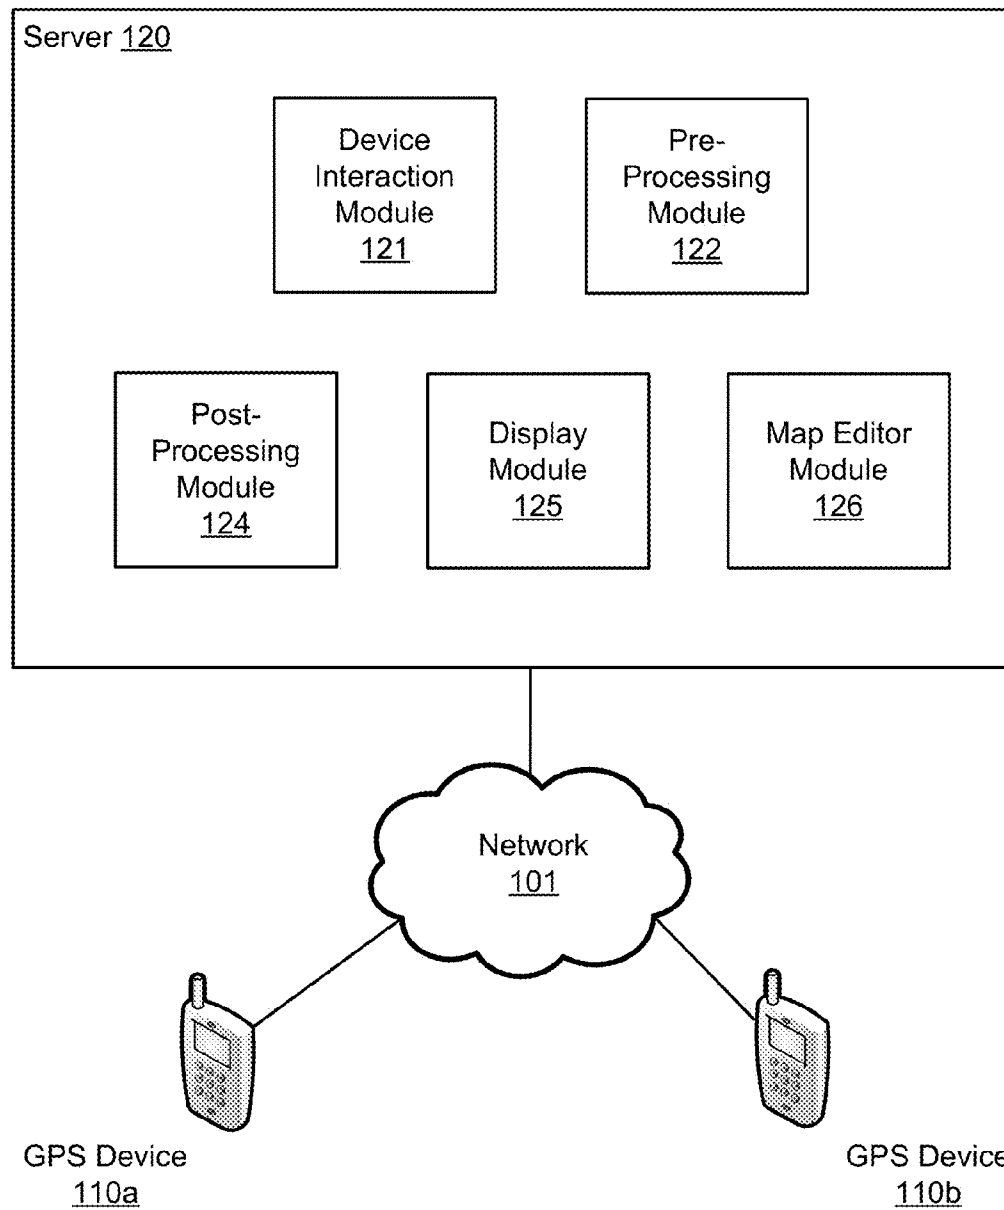 Server 120
Device
Interaction
Module
121
Pre-
Processing
Module
122
Post-
Processing
Module
124
Display
Module
125
Map Editor
Module
126
Network
101
GPS Device
110a
GPS Device
110b